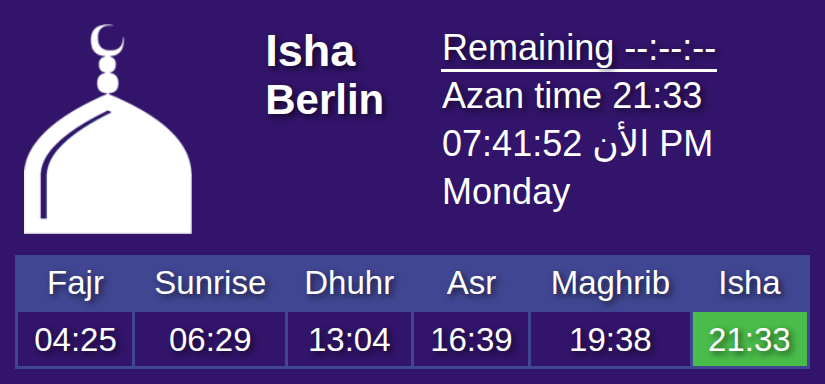 Isha
Berlin
Remaining --:--:--
Azan time 21:33
07:41:52 الأن PM
Monday
Fajr Sunrise Dhuhr Asr Maghrib Isha
04:25 06:29 13:04 16:39 19:38 21:33